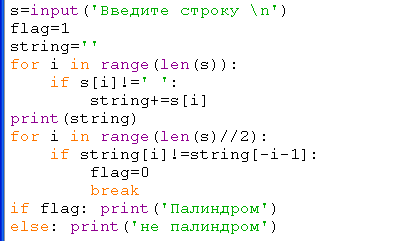 s=input('Введите строку \n')
flag=1
string=''
for i in range(len(s)):
    if s[i]!=' ':
        string+=s[i]
print(string)
for i in range(len(s)//2):
    if string[i]!=string[-i-1]:
        flag=0
        break
if flag: print('Палиндром')
else: print('не палиндром')